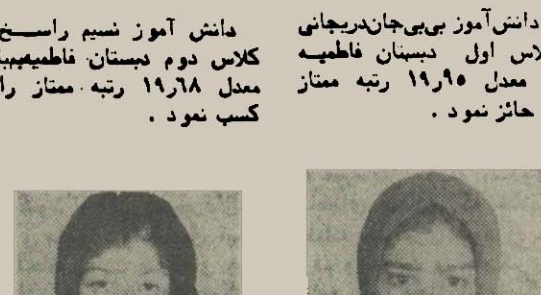 دانش‌آموز بی‌بی‌جان‌دریجانی
کلاس اول دبستان فاطمیه
معدل ۱۹٫۹۵ رتبه ممتاز
حائز نمود .
دانش آموز نسیم راسخ
کلاس دوم دبستان فاطمیه
معدل ۱۹٫۶۸ رتبه ممتاز را
کسب نمود .